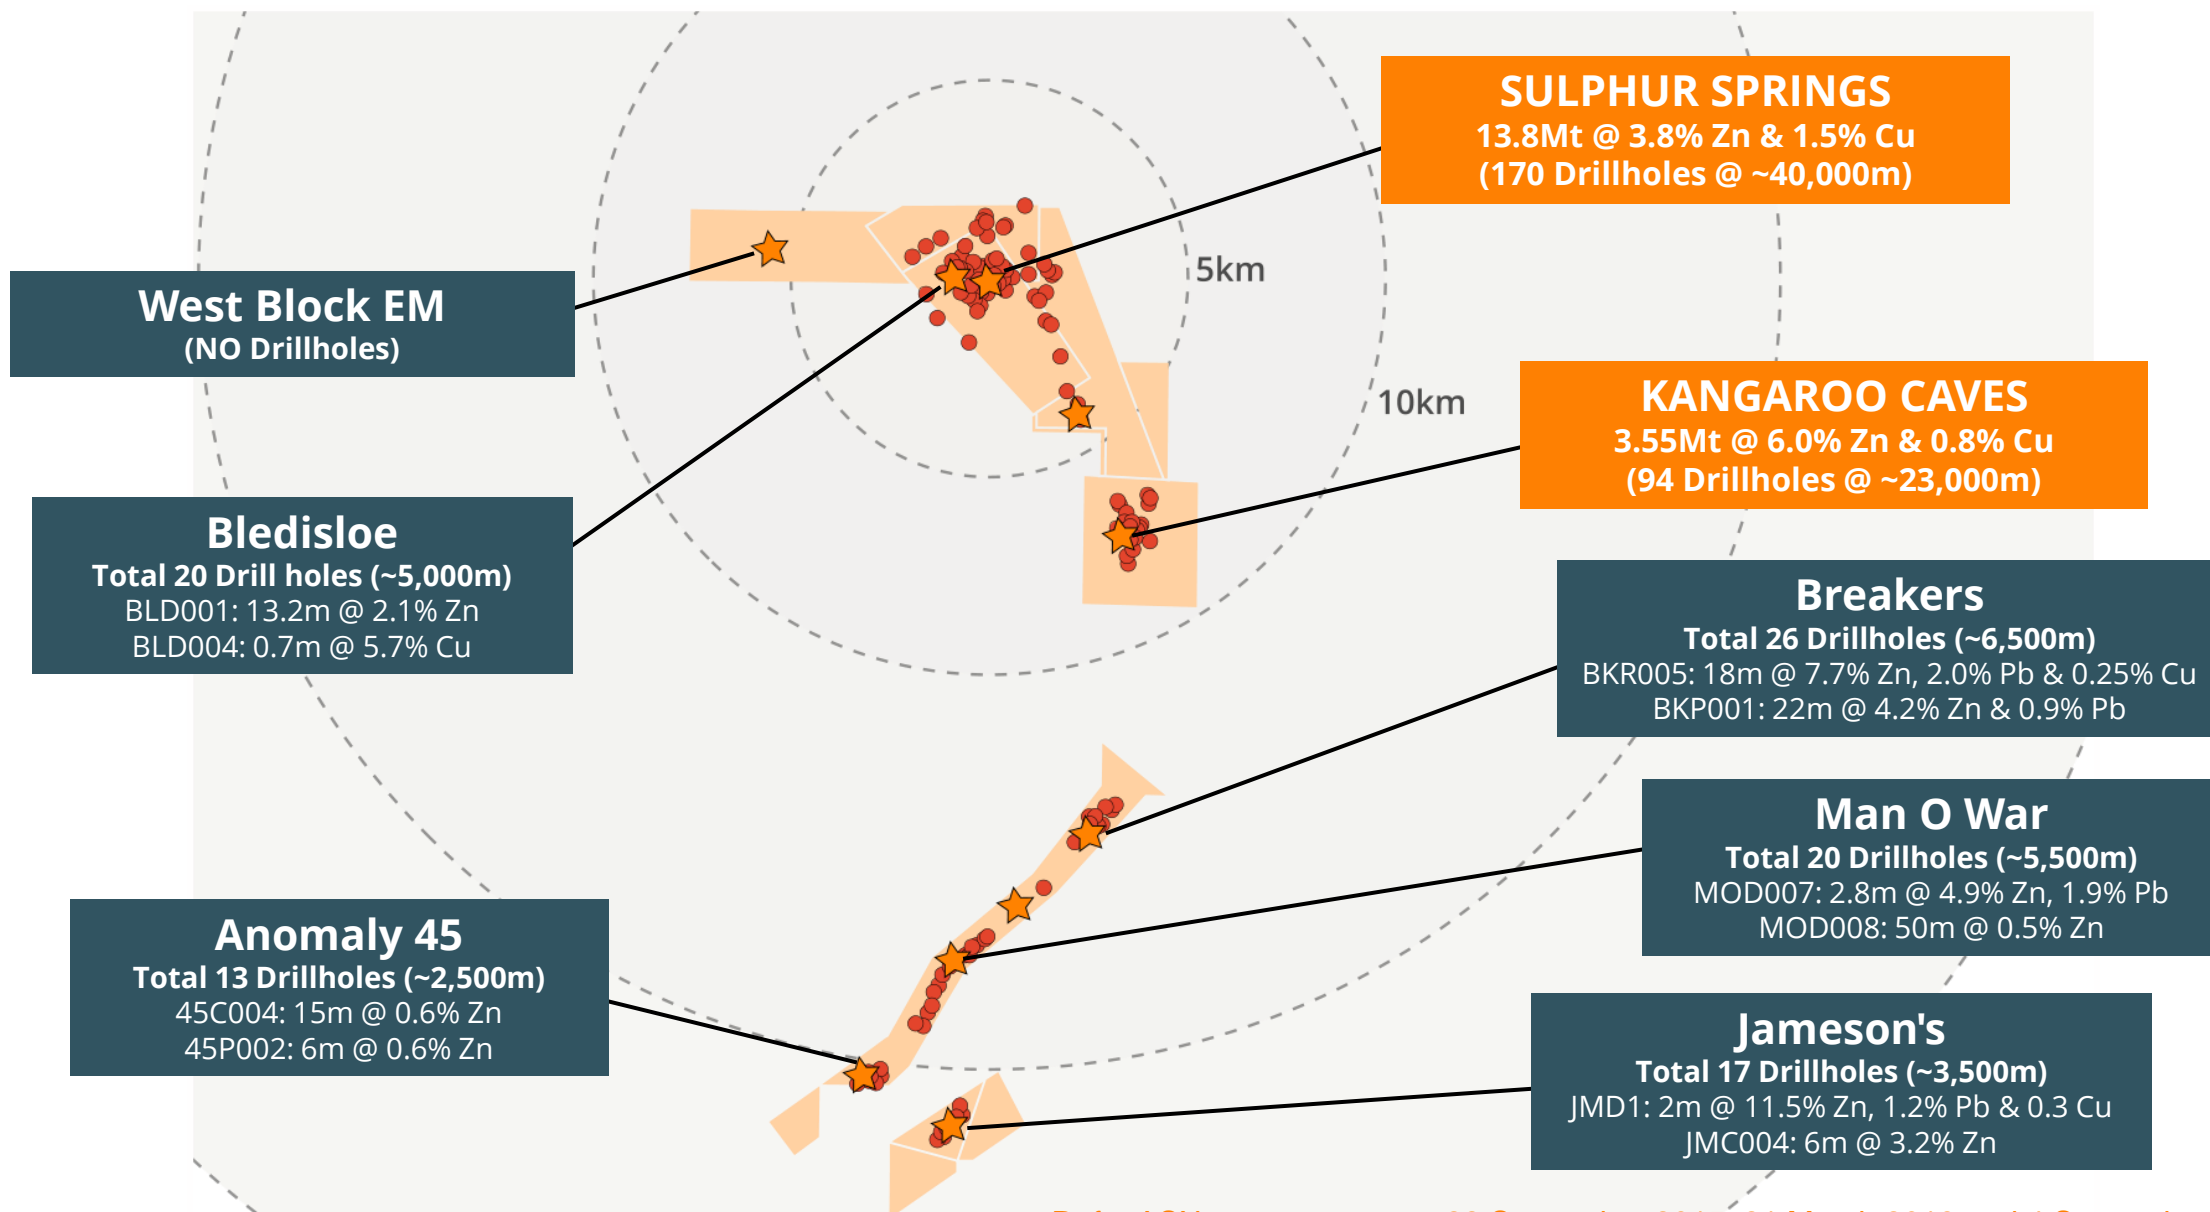 SULPHUR SPRINGS
13.8Mt @ 3.8% Zn & 1.5% Cu
(170 Drillholes @ ~40,000m)
5km
West Block EM
(NO Drillholes)
10km
KANGAROO CAVES
3.55Mt @ 6.0% Zn & 0.8% Cu
(94 Drillholes @ ~23,000m)
Bledisloe
Total 20 Drill holes (~5,000m)
BLD001: 13.2m @ 2.1% Zn
BLD004: 0.7m @ 5.7% Cu
Breakers
Total 26 Drillholes (~6,500m)
BKR005: 18m @ 7.7% Zn, 2.0% Pb & 0.25% Cu
BKP001: 22m @ 4.2% Zn & 0.9% Pb
Man O War
Total 20 Drillholes (~5,500m)
MOD007: 2.8m @ 4.9% Zn, 1.9% Pb
MOD008: 50m @ 0.5% Zn
Anomaly 45
Total 13 Drillholes (~2,500m)
45C004: 15m @ 0.6% Zn
45P002: 6m @ 0.6% Zn
Jameson's
Total 17 Drillholes (~3,500m)
JMD1: 2m @ 11.5% Zn, 1.2% Pb & 0.3 Cu
JMC004: 6m @ 3.2% Zn